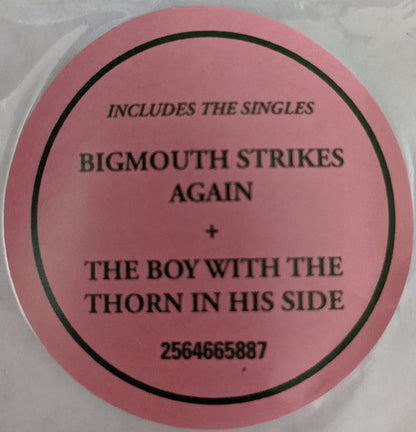 INCLUDES THE SINGLES
BIGMOUTH STRIKES
AGAIN
+
THE BOY WITH THE
THORN IN HIS SIDE
2564665887